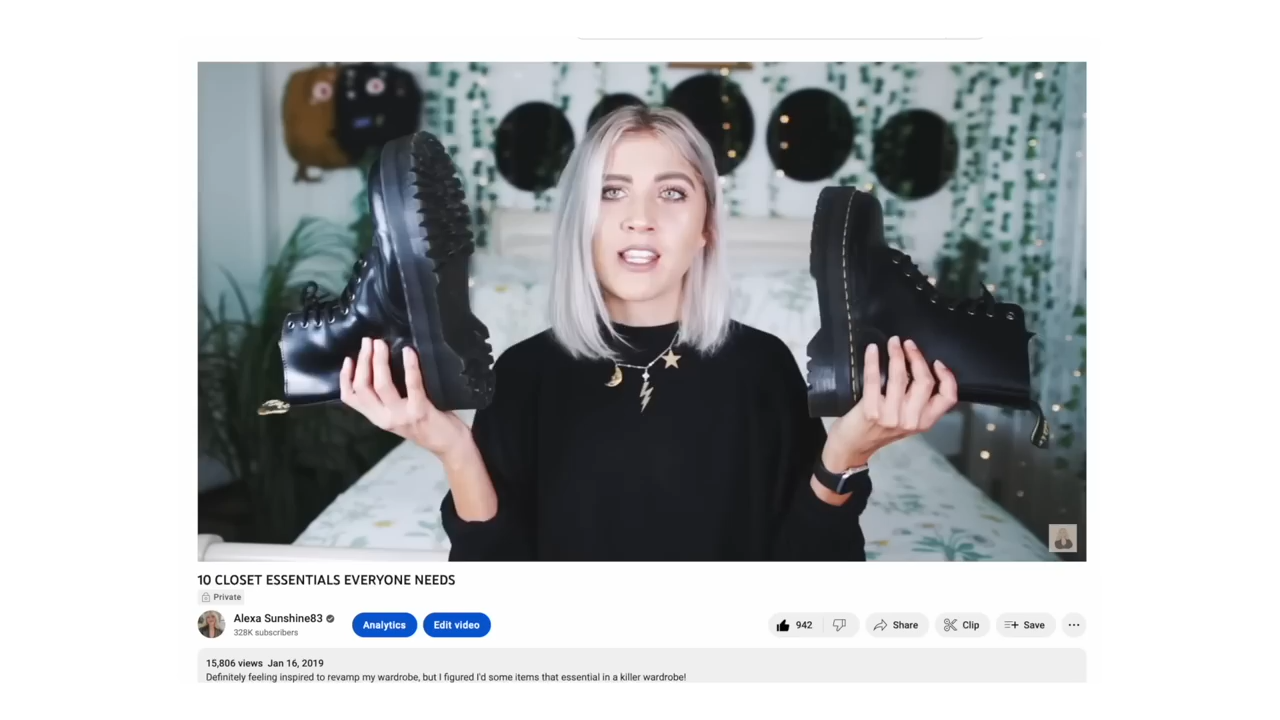 10 CLOSET ESSENTIALS EVERYONE NEEDS
Private
Alexa Sunshine83
328K subscribers
Analytics
Edit video
942
Share
Clip
Save
15,806 views Jan 16, 2019
Definitely feeling inspired to revamp my wardrobe, but I figured I'd some items that essential in a killer wardrobe!